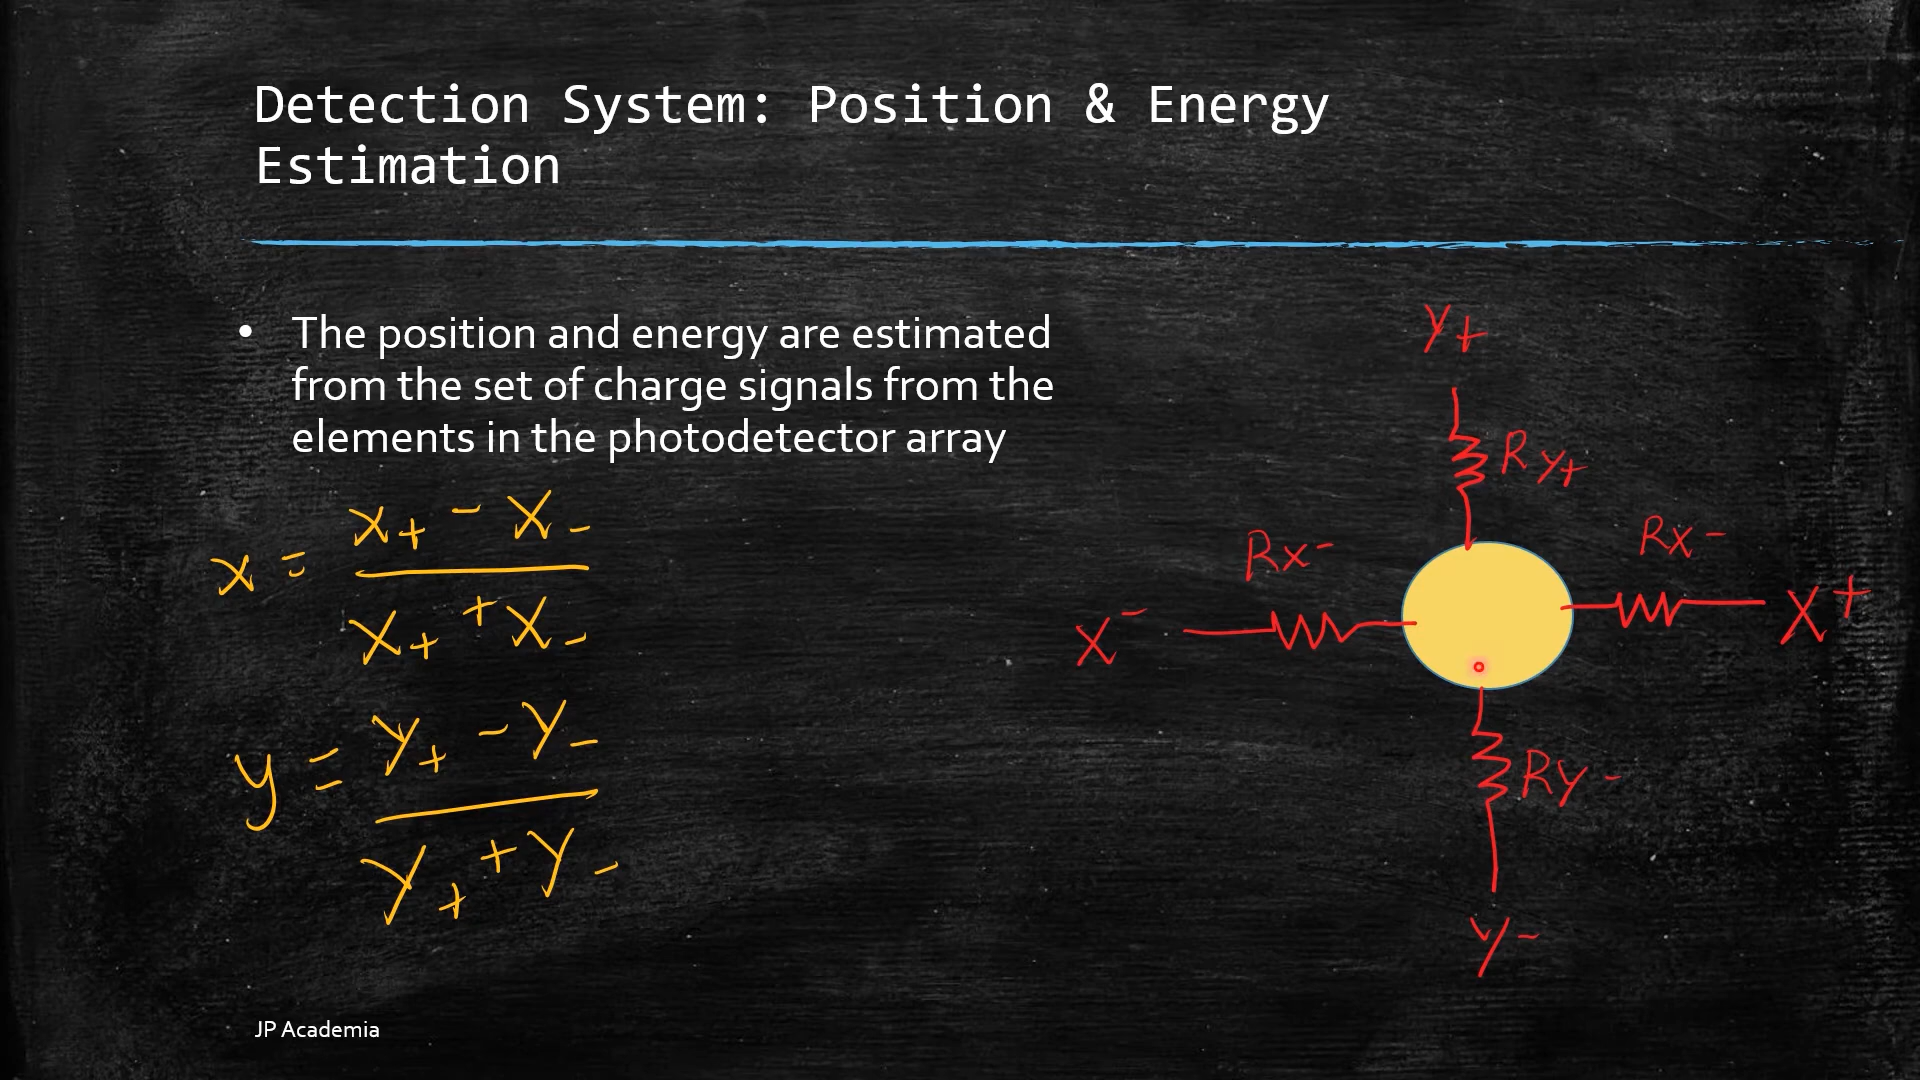 Detection System: Position & Energy
Estimation
• The position and energy are estimated
from the set of charge signals from the
elements in the photodetector array
x = (X₊ - X₋) / (X₊ + X₋)
y = (Y₊ - Y₋) / (Y₊ + Y₋)
Y+
Ry+
Rx-
Rx-
X-
X+
Ry-
Y-
JP Academia